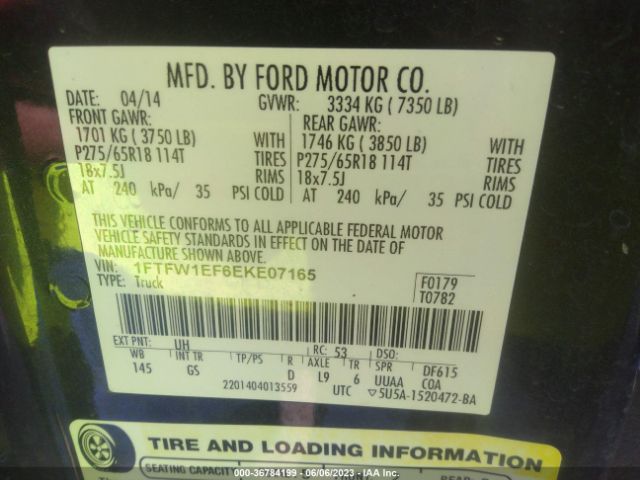 MFD. BY FORD MOTOR CO.
DATE: 04/14 GVWR: 3334 KG ( 7350 LB)
FRONT GAWR: REAR GAWR:
1701 KG ( 3750 LB) WITH 1746 KG ( 3850 LB) WITH
P275/65R18 114T TIRES P275/65R18 114T TIRES
18x7.5J RIMS 18x7.5J RIMS
AT 240 kPa/ 35 PSI COLD AT 240 kPa/ 35 PSI COLD
THIS VEHICLE CONFORMS TO ALL APPLICABLE FEDERAL MOTOR
VEHICLE SAFETY STANDARDS IN EFFECT ON THE DATE OF
MANUFACTURE SHOWN ABOVE.
VIN: 1FTFW1EF6EKE07165 F0179
TYPE: Truck T0782
EXT PNT: UH RC: 53 DSO:
WB INT TR TP/PS R AXLE TR SPR DF615
145 GS D L9 6 UUAA COA
2201404013559 UTC ▽5U5A-1520472-BA
TIRE AND LOADING INFORMATION
SEATING CAPACITY
000-36784199 - 06/06/2023 - IAA Inc.